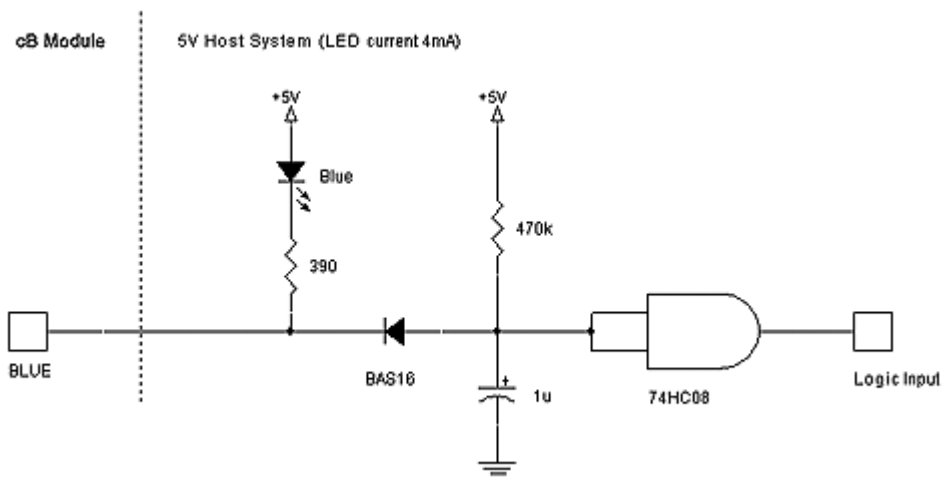 cB Module
5V Host System (LED current 4mA)
+5V
+5V
Blue
470k
390
BLUE
BAS16
+
1u
74HC08
Logic Input